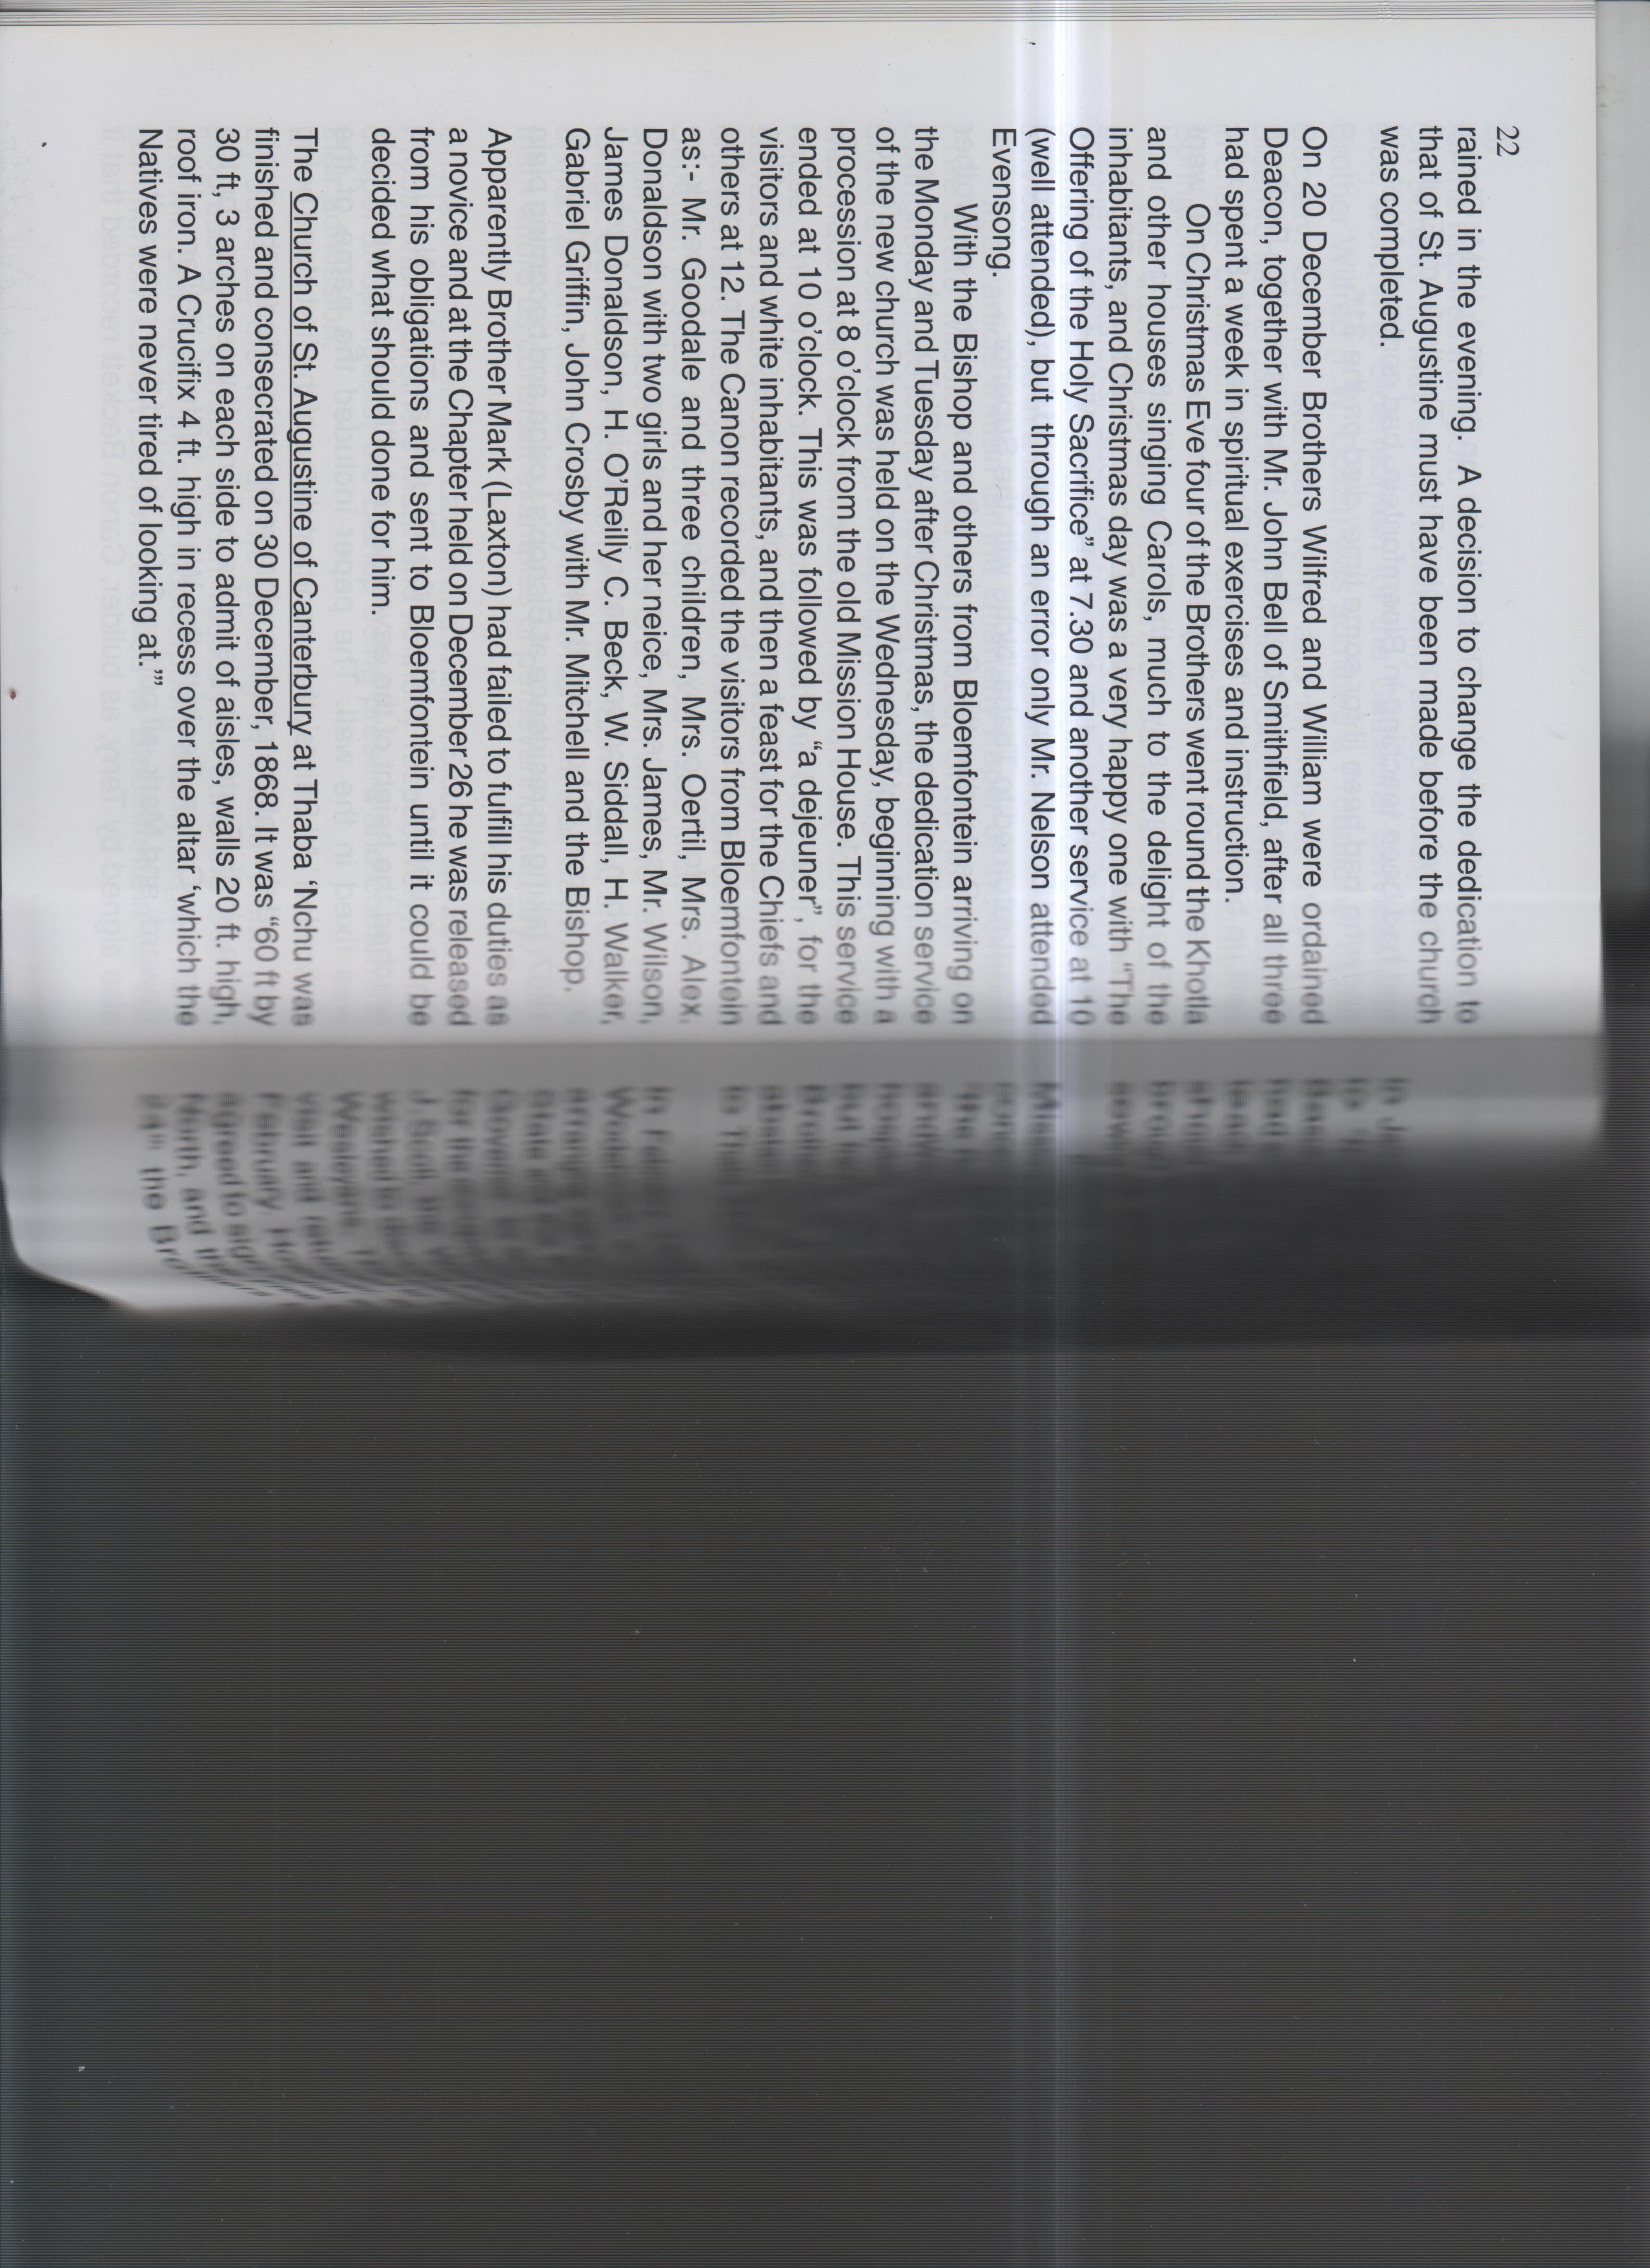 22
rained in the evening. A decision to change the dedication to
that of St. Augustine must have been made before the church
was completed.
On 20 December Brothers Wilfred and William were ordained
Deacon, together with Mr. John Bell of Smithfield, after all three
had spent a week in spiritual exercises and instruction.
On Christmas Eve four of the Brothers went round the Khotla
and other houses singing Carols, much to the delight of the
inhabitants, and Christmas day was a very happy one with “The
Offering of the Holy Sacrifice” at 7.30 and another service at 10
(well attended), but through an error only Mr. Nelson attended
Evensong.
With the Bishop and others from Bloemfontein arriving on
the Monday and Tuesday after Christmas, the dedication service
of the new church was held on the Wednesday, beginning with a
procession at 8 o’clock from the old Mission House. This service
ended at 10 o’clock. This was followed by “a dejeuner”, for the
visitors and white inhabitants, and then a feast for the Chiefs and
others at 12. The Canon recorded the visitors from Bloemfontein
as:- Mr. Goodale and three children, Mrs. Oertil, Mrs. Alex.
Donaldson with two girls and her neice, Mrs. James, Mr. Wilson,
James Donaldson, H. O’Reilly C. Beck, W. Siddall, H. Walker,
Gabriel Griffin, John Crosby with Mr. Mitchell and the Bishop.
Apparently Brother Mark (Laxton) had failed to fulfill his duties as
a novice and at the Chapter held on December 26 he was released
from his obligations and sent to Bloemfontein until it could be
decided what should done for him.
The Church of St. Augustine of Canterbury at Thaba ‘Nchu was
finished and consecrated on 30 December, 1868. It was “60 ft by
30 ft, 3 arches on each side to admit of aisles, walls 20 ft. high,
roof iron. A Crucifix 4 ft. high in recess over the altar ‘which the
Natives were never tired of looking at.’”